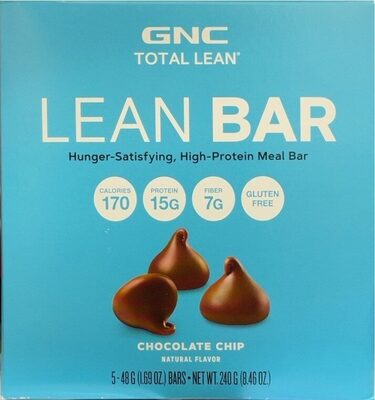 GNC
TOTAL LEAN®
LEAN BAR
Hunger-Satisfying, High-Protein Meal Bar
CALORIES
170
PROTEIN
15G
FIBER
7G
GLUTEN
FREE
CHOCOLATE CHIP
NATURAL FLAVOR
5-48 G (1.69 OZ.) BARS • NET WT. 240 G (8.46 OZ.)